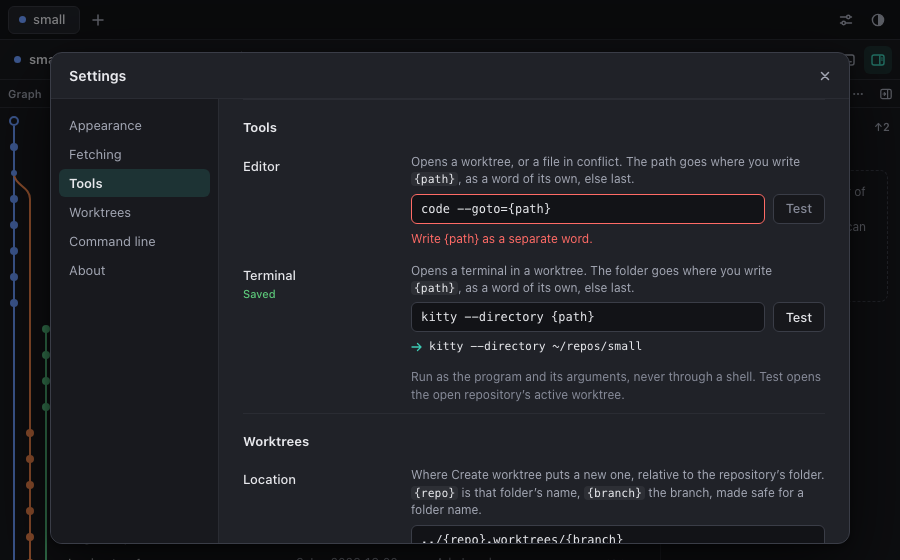 small
sma
Settings
Graph
Appearance
Fetching
Tools
Worktrees
Command line
About
↑2
of
can
Tools
Editor
Opens a worktree, or a file in conflict. The path goes where you write
{path}, as a word of its own, else last.
code --goto={path}
Test
Write {path} as a separate word.
Terminal
Saved
Opens a terminal in a worktree. The folder goes where you write
{path}, as a word of its own, else last.
kitty --directory {path}
Test
→ kitty --directory ~/repos/small
Run as the program and its arguments, never through a shell. Test opens
the open repository's active worktree.
Worktrees
Location
Where Create worktree puts a new one, relative to the repository's folder.
{repo} is that folder's name, {branch} the branch, made safe for a
folder name.
../{repo}.worktrees/{branch}